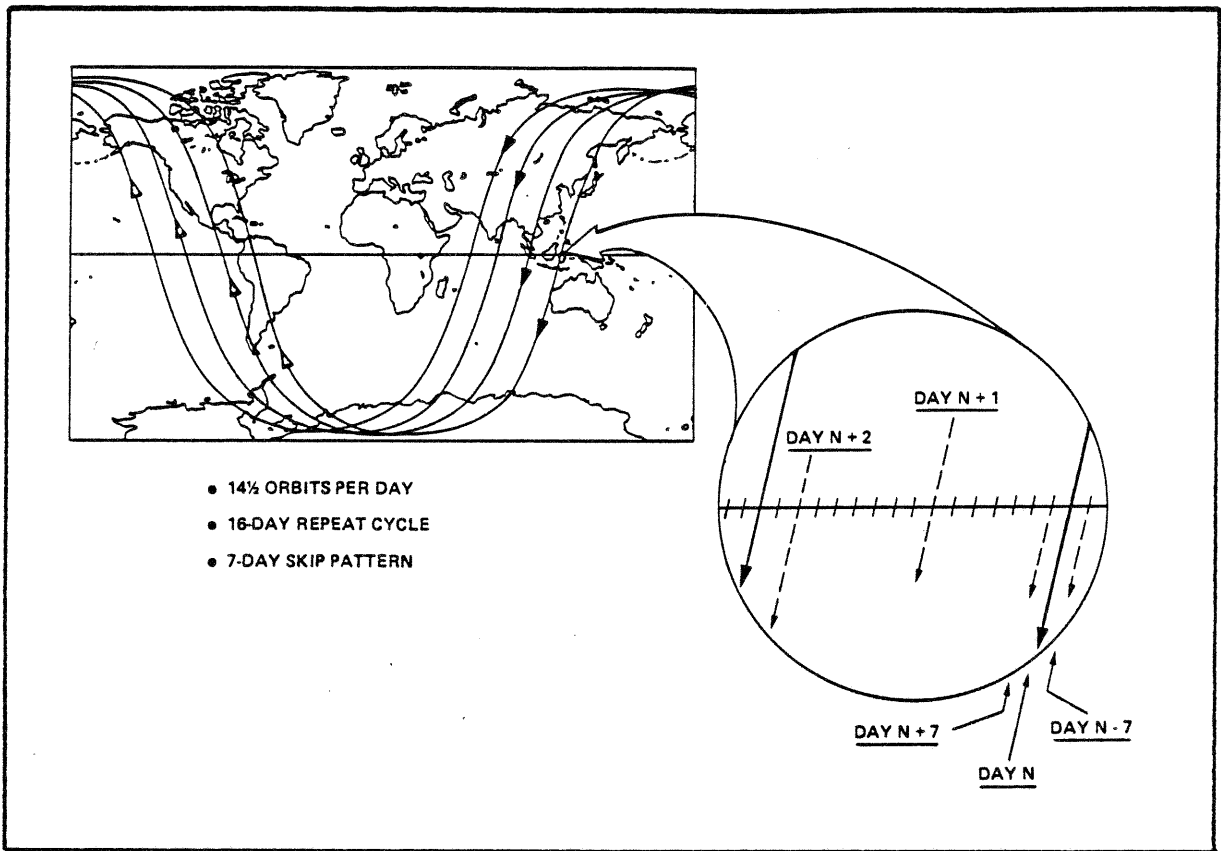 DAY N + 1
DAY N + 2
• 14½ ORBITS PER DAY
• 16-DAY REPEAT CYCLE
• 7-DAY SKIP PATTERN
DAY N + 7
DAY N - 7
DAY N